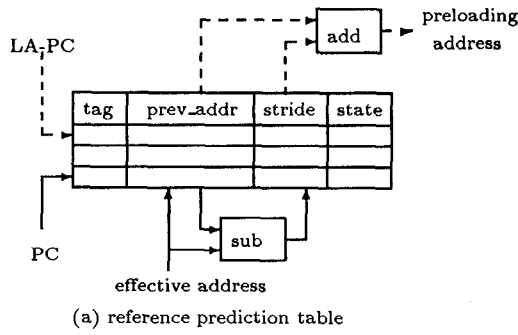 preloading
add
address
LA-PC
tag prev_addr stride state
sub
PC
effective address
(a) reference prediction table